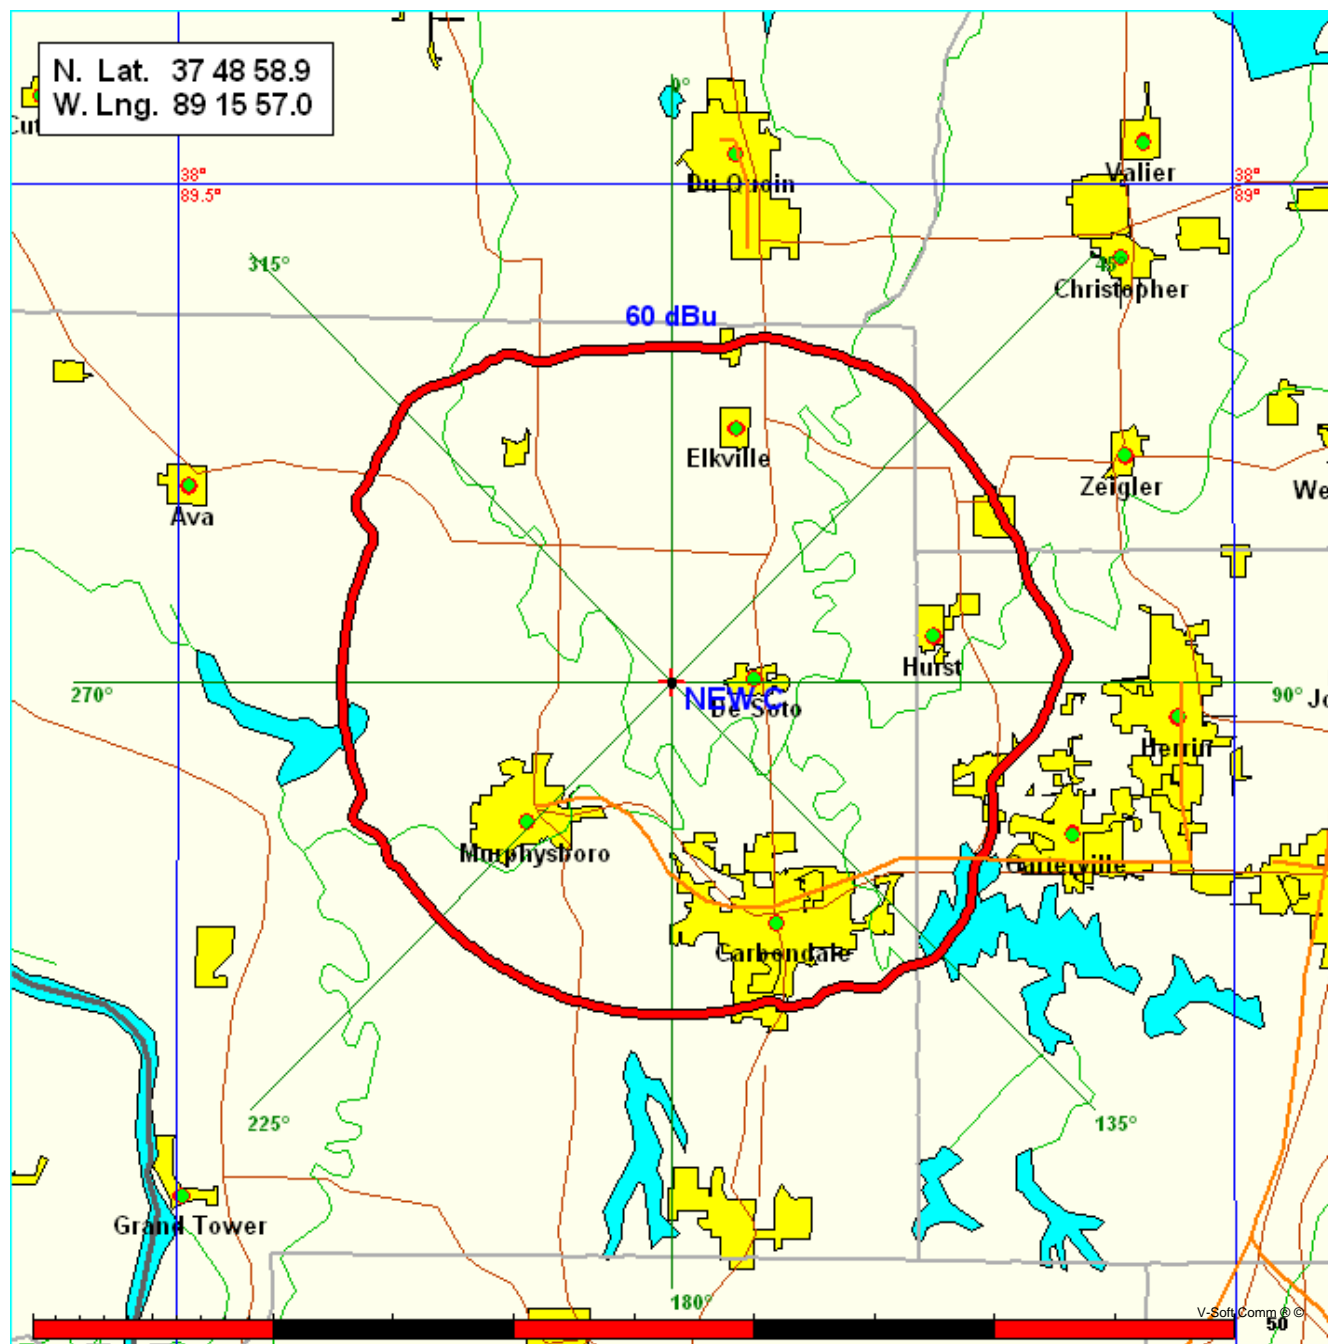 N. Lat. 37 48 58.9
W. Lng. 89 15 57.0
0°
Valier
Du Quoin
38°
89.5°
38°
89°
315°
45°
Christopher
60 dBu
Elkville
Zeigler
Ava
Hurst
270°
NEW-C
De Soto
90°
Herrin
Murphysboro
Carterville
Carbondale
225°
135°
Grand Tower
180°
V-Soft Comm ® ©
50